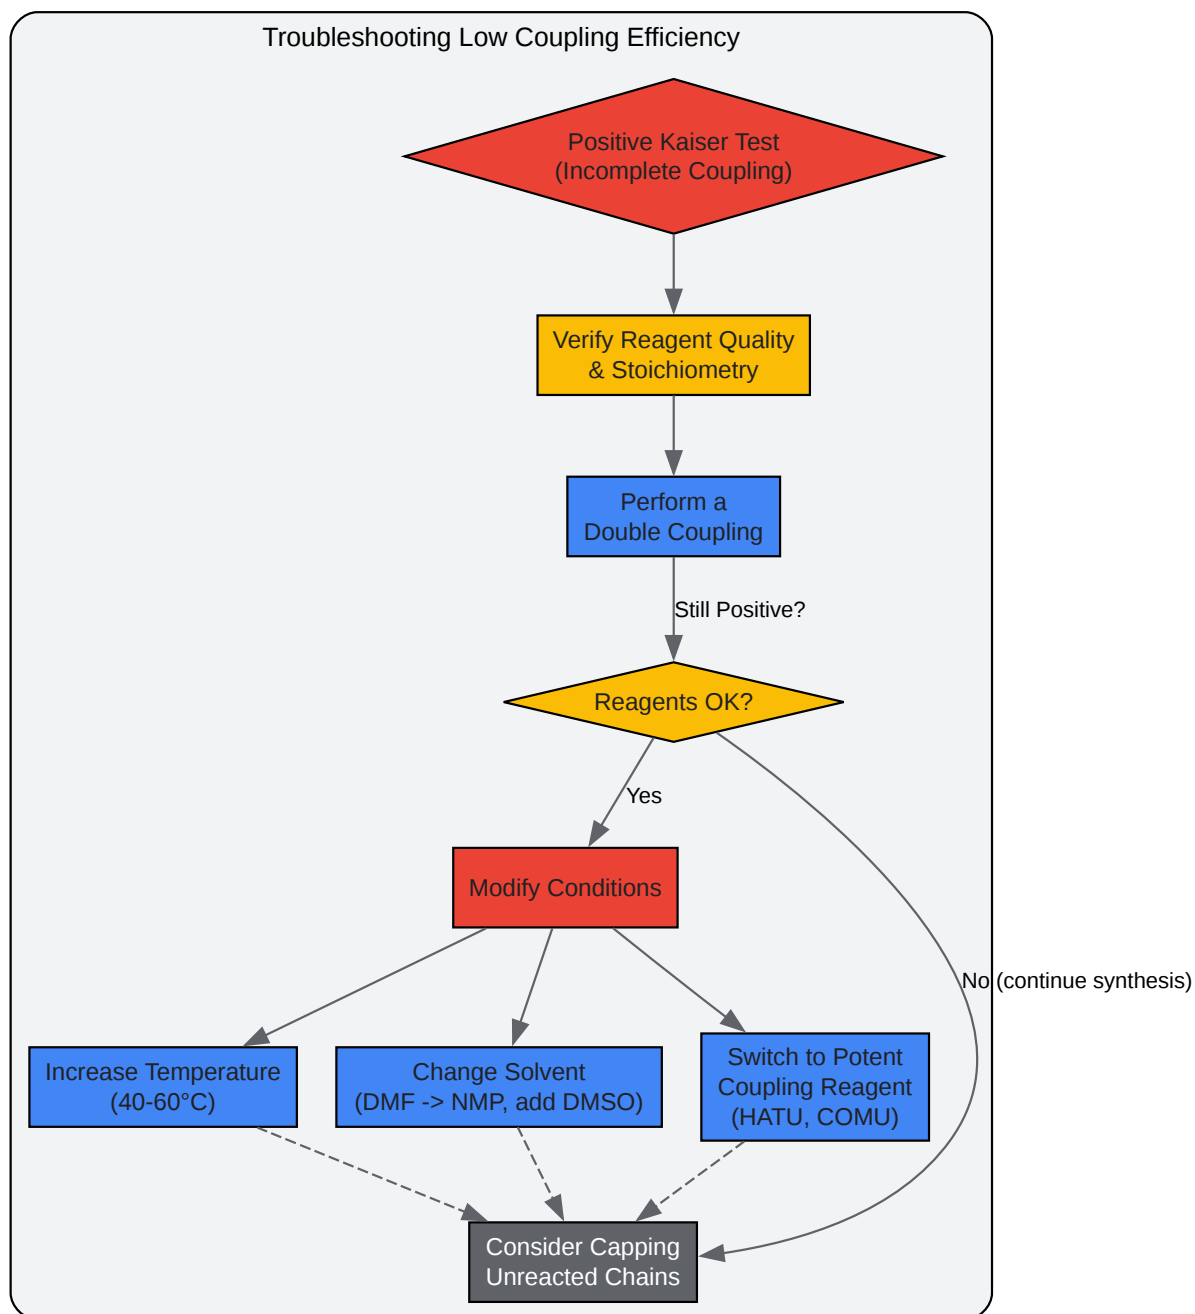 Troubleshooting Low Coupling Efficiency
Positive Kaiser Test
(Incomplete Coupling)
Verify Reagent Quality
& Stoichiometry
Perform a
Double Coupling
Still Positive?
Reagents OK?
Yes
Modify Conditions
No (continue synthesis)
Increase Temperature
(40-60°C)
Change Solvent
(DMF -> NMP, add DMSO)
Switch to Potent
Coupling Reagent
(HATU, COMU)
Consider Capping
Unreacted Chains